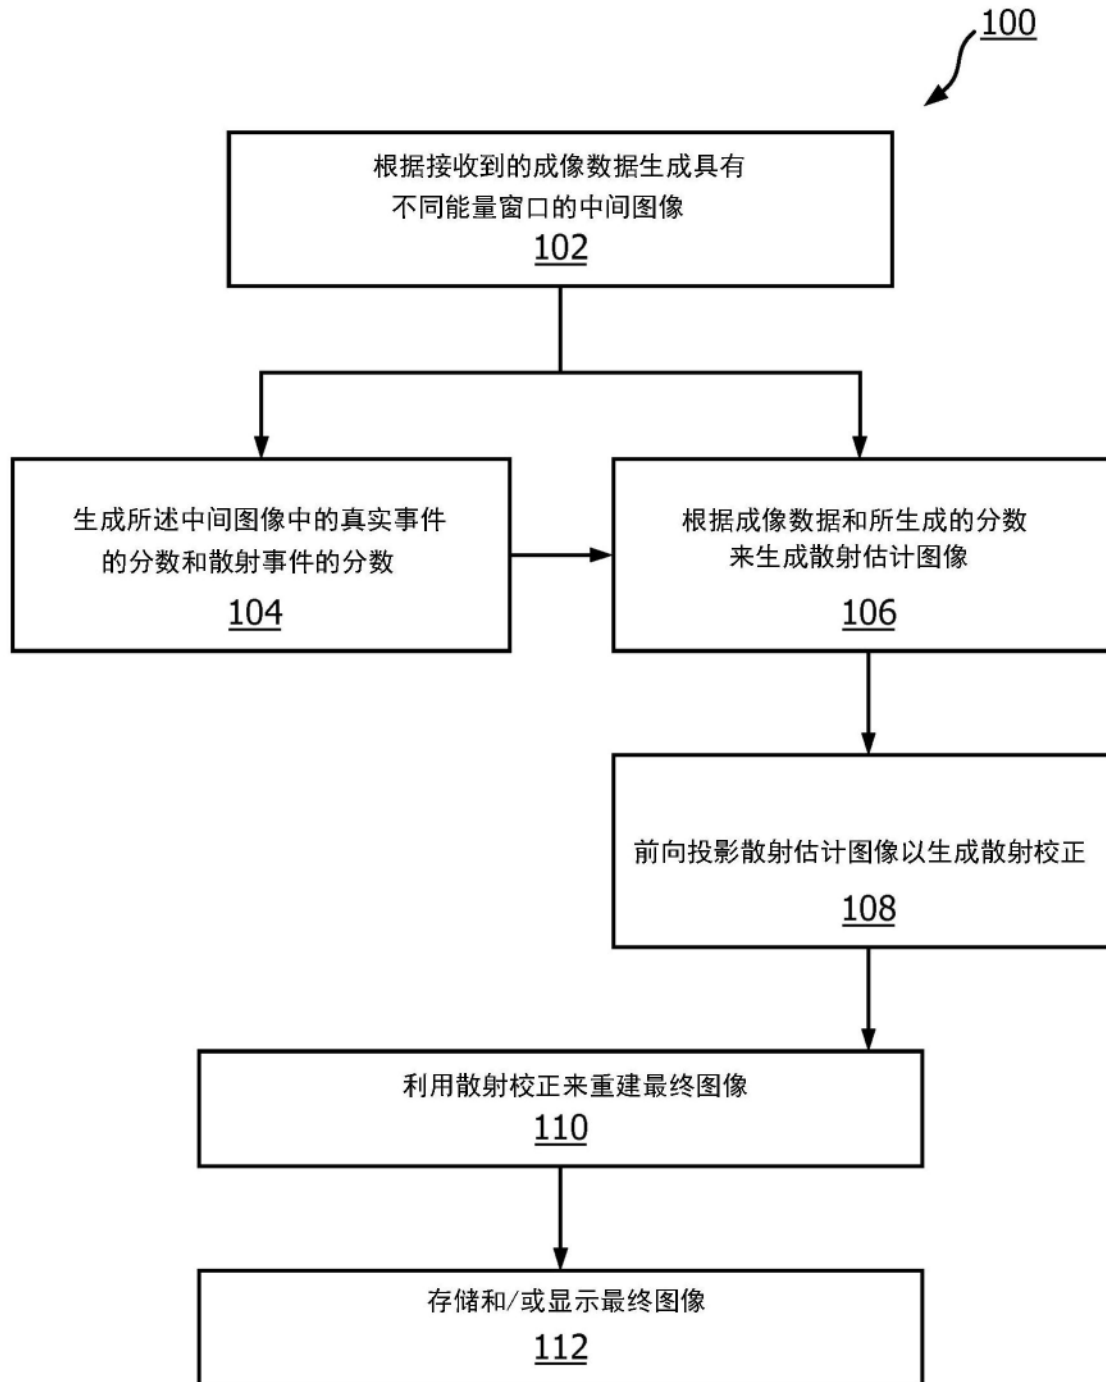 100
根据接收到的成像数据生成具有
不同能量窗口的中间图像
102
生成所述中间图像中的真实事件
的分数和散射事件的分数
104
根据成像数据和所生成的分数
来生成散射估计图像
106
前向投影散射估计图像以生成散射校正
108
利用散射校正来重建最终图像
110
存储和/或显示最终图像
112